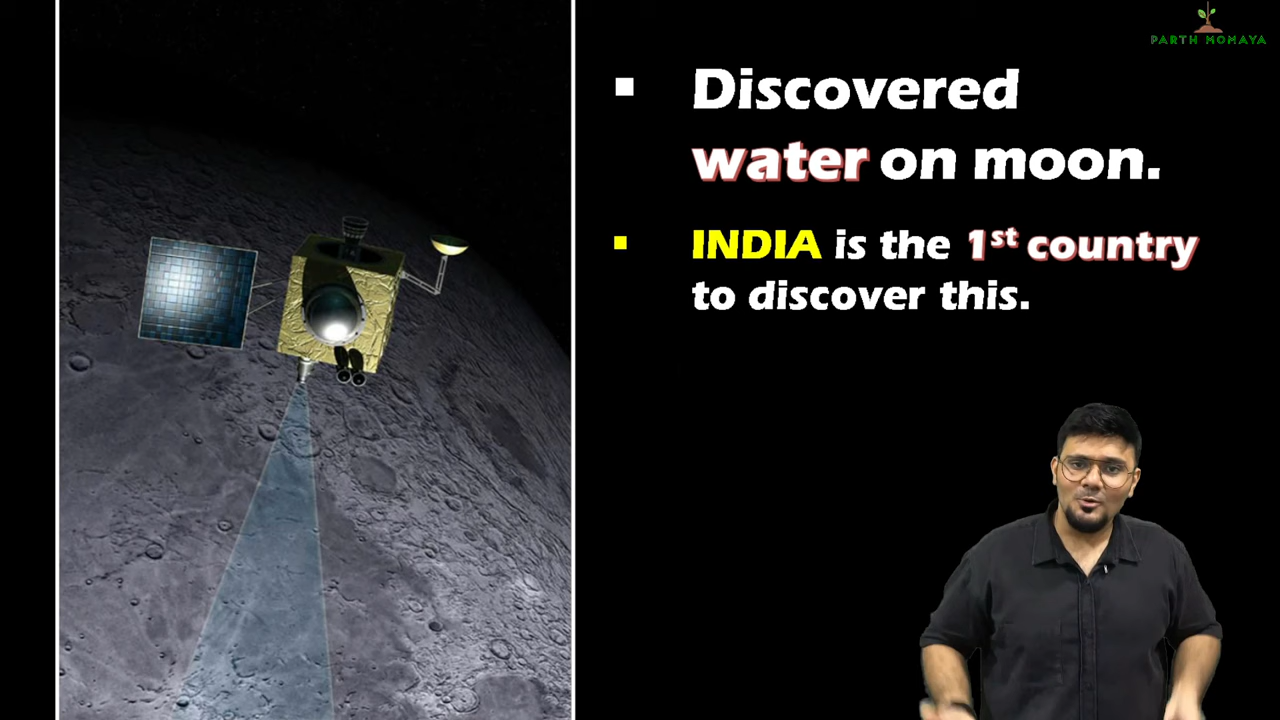 PARTH MOMAYA
Discovered
water on moon.
INDIA is the 1st country
to discover this.